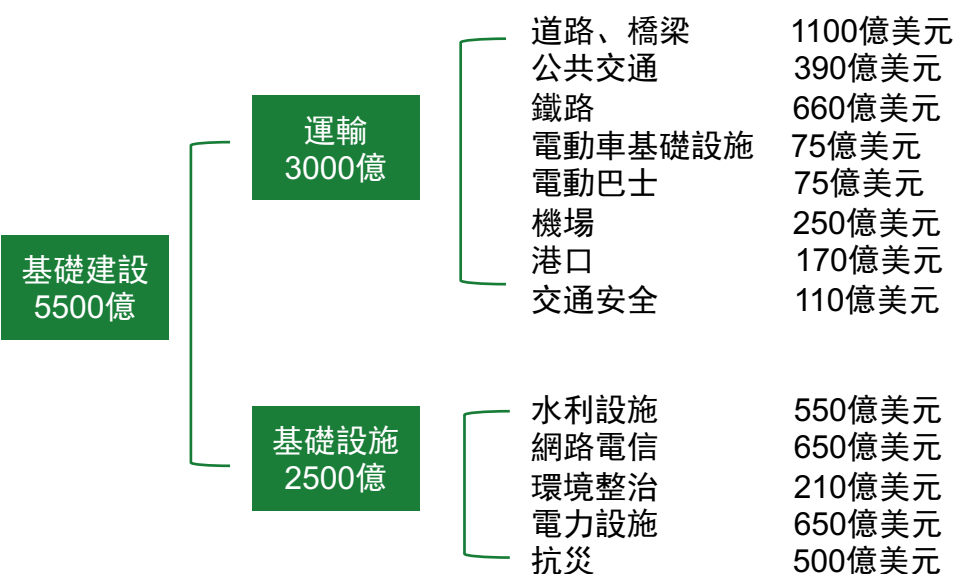 基礎建設
5500億
運輸
3000億
道路、橋梁 1100億美元
公共交通 390億美元
鐵路 660億美元
電動車基礎設施 75億美元
電動巴士 75億美元
機場 250億美元
港口 170億美元
交通安全 110億美元
基礎設施
2500億
水利設施 550億美元
網路電信 650億美元
環境整治 210億美元
電力設施 650億美元
抗災 500億美元